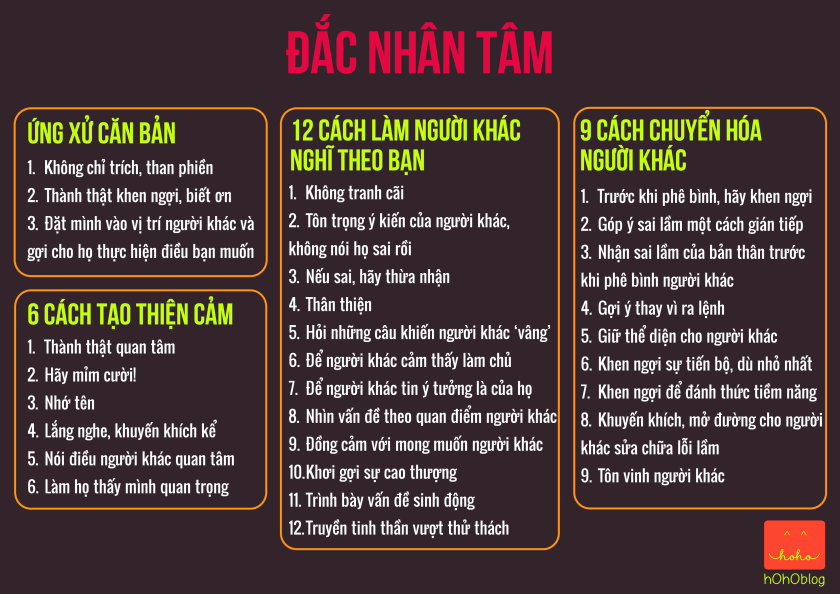 ĐẮC NHÂN TÂM
ỨNG XỬ CĂN BẢN
1. Không chỉ trích, than phiền
2. Thành thật khen ngợi, biết ơn
3. Đặt mình vào vị trí người khác và
gợi cho họ thực hiện điều bạn muốn
6 CÁCH TẠO THIỆN CẢM
1. Thành thật quan tâm
2. Hãy mỉm cười!
3. Nhớ tên
4. Lắng nghe, khuyến khích kể
5. Nói điều người khác quan tâm
6. Làm họ thấy mình quan trọng
12 CÁCH LÀM NGƯỜI KHÁC
NGHĨ THEO BẠN
1. Không tranh cãi
2. Tôn trọng ý kiến của người khác,
không nói họ sai rồi
3. Nếu sai, hãy thừa nhận
4. Thân thiện
5. Hỏi những câu khiến người khác ‘vâng’
6. Để người khác cảm thấy làm chủ
7. Để người khác tin ý tưởng là của họ
8. Nhìn vấn đề theo quan điểm người khác
9. Đồng cảm với mong muốn người khác
10.Khơi gợi sự cao thượng
11. Trình bày vấn đề sinh động
12.Truyền tinh thần vượt thử thách
9 CÁCH CHUYỂN HÓA
NGƯỜI KHÁC
1. Trước khi phê bình, hãy khen ngợi
2. Góp ý sai lầm một cách gián tiếp
3. Nhận sai lầm của bản thân trước
khi phê bình người khác
4. Gợi ý thay vì ra lệnh
5. Giữ thể diện cho người khác
6. Khen ngợi sự tiến bộ, dù nhỏ nhất
7. Khen ngợi để đánh thức tiềm năng
8. Khuyến khích, mở đường cho người
khác sửa chữa lỗi lầm
9. Tôn vinh người khác
hoho
hOhOblog